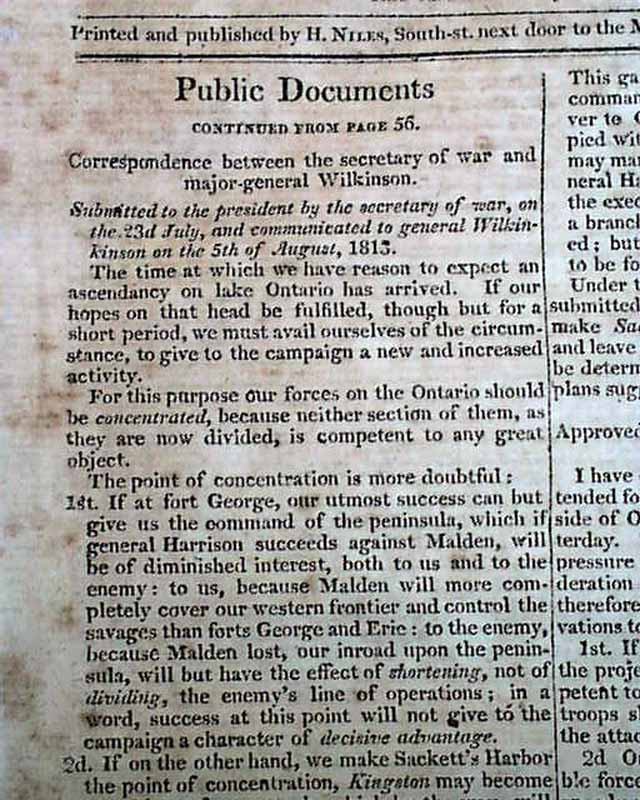 Printed and published by H. NILES, South-st. next door to the M
Public Documents
CONTINUED FROM PAGE 56.
Correspondence between the secretary of war and
major-general Wilkinson.
Submitted to the president by the secretary of war, on
the 23d July, and communicated to general Wilkin-
kinson on the 5th of August, 1813.
The time at which we have reason to expect an
ascendancy on lake Ontario has arrived. If our
hopes on that head be fulfilled, though but for a
short period, we must avail ourselves of the circum-
stance, to give to the campaign a new and increased
activity.
For this purpose our forces on the Ontario should
be concentrated, because neither section of them, as
they are now divided, is competent to any great
object.
The point of concentration is more doubtful:
1st. If at fort George, our utmost success can but
give us the command of the peninsula, which if
general Harrison succeeds against Malden, will
be of diminished interest, both to us and to the
enemy: to us, because Malden will more com-
pletely cover our western frontier and control the
savages than forts George and Erie: to the enemy,
because Malden lost, our inroad upon the penin-
sula, will but have the effect of shortening, not of
dividing, the enemy's line of operations; in a
word, success at this point will not give to the
campaign a character of decisive advantage.
2d. If on the other hand, we make Sackett's Harbor
the point of concentration, Kingston may become
This ga
comman
ver to
pied wit
may ma
neral Ha
the exec
a branch
ed; but
to be fo
Under t
submitted
make Sac
and leave
be determ
plans sugg
Approved
I have
tended fo
side of O
terday.
pressure
deration
therefore
vations to
1st. If
the proje
petent to
troops s
the attac
2d O
ble force